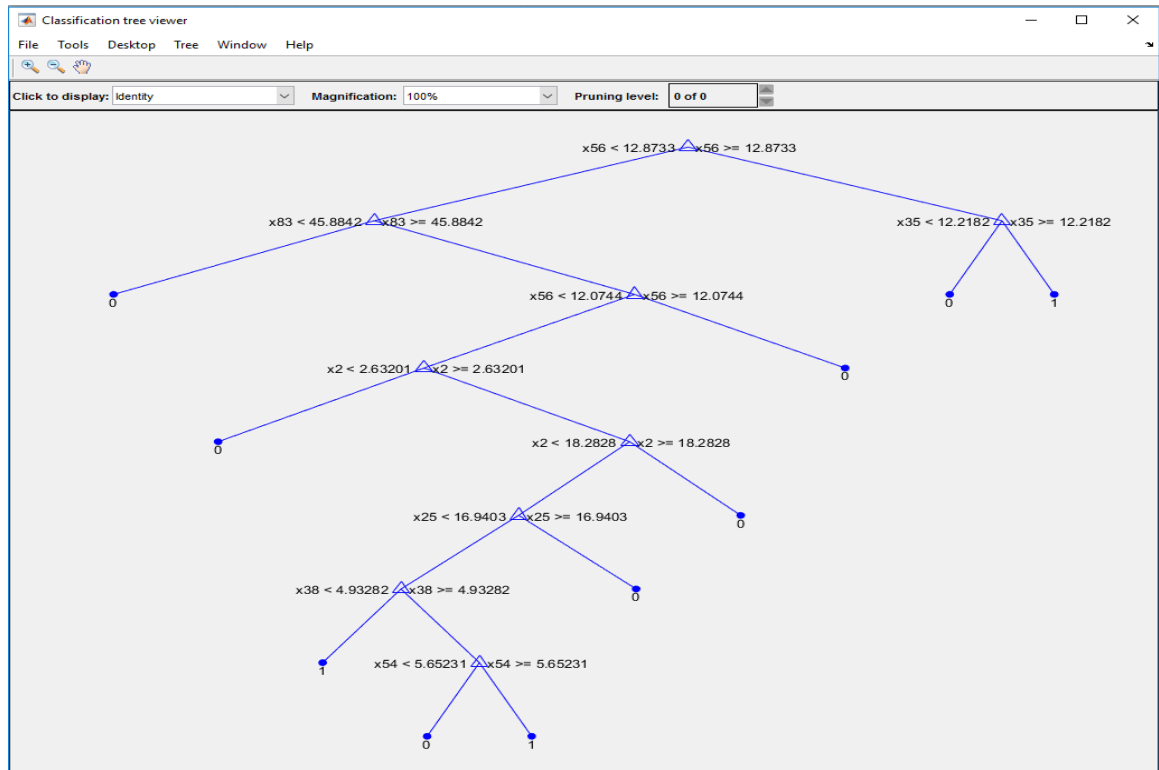 Classification tree viewer
File Tools Desktop Tree Window Help
Click to display: Identity Magnification: 100% Pruning level: 0 of 0
x56 < 12.8733 x56 >= 12.8733
x83 < 45.8842 x83 >= 45.8842 x35 < 12.2182 x35 >= 12.2182
0 x56 < 12.0744 x56 >= 12.0744 0 1
x2 < 2.63201 x2 >= 2.63201 0
0 x2 < 18.2828 x2 >= 18.2828
x25 < 16.9403 x25 >= 16.9403 0
x38 < 4.93282 x38 >= 4.93282 0
1 x54 < 5.65231 x54 >= 5.65231
0 1